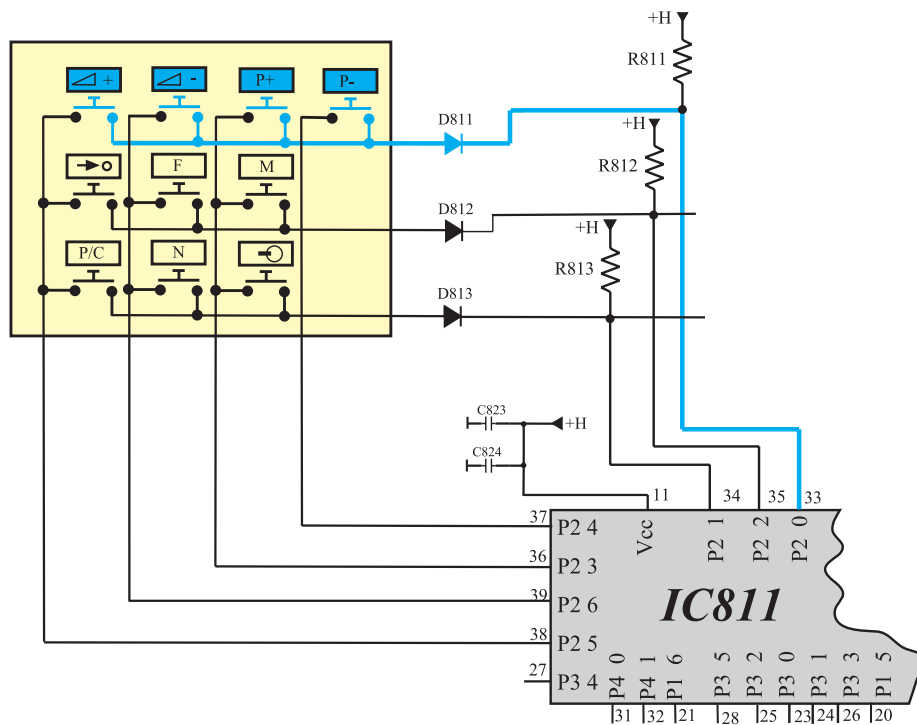 +H
R811
+
-
P+
P-
D811
+H
R812
F
M
D812
+H
P/C
N
R813
D813
C823
+H
C824
11
34
35
33
37
P2 4
Vcc
P2 1
P2 2
P2 0
36
P2 3
39
P2 6
IC811
38
P2 5
27
P3 4
P4 0
P4 1
P1 6
P3 5
P3 2
P3 0
P3 1
P3 3
P1 5
31
32
21
28
25
23
24
26
20